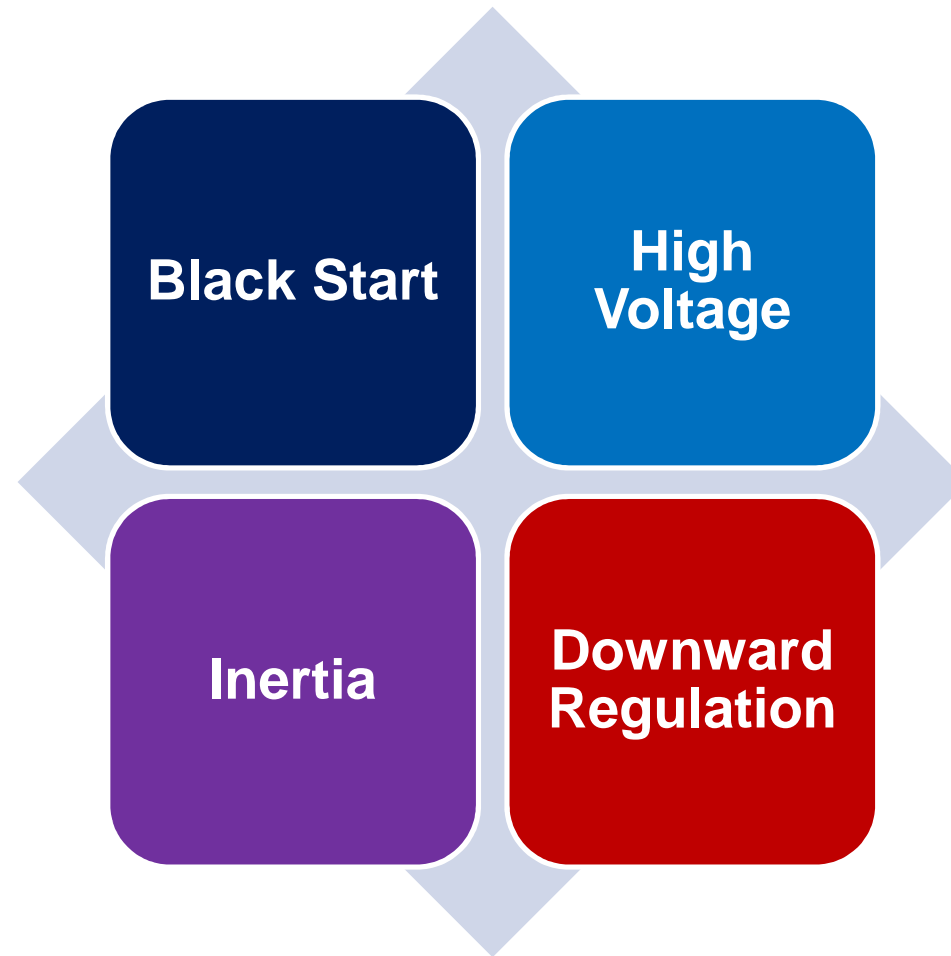 Black Start
High
Voltage
Inertia
Downward
Regulation